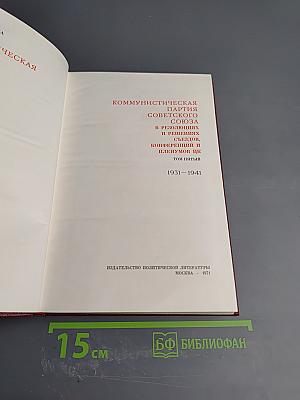 ЧЕСКАЯ
КОММУНИСТИЧЕСКАЯ
ПАРТИЯ
СОВЕТСКОГО
СОЮЗА
В РЕЗОЛЮЦИЯХ
И РЕШЕНИЯХ
СЪЕЗДОВ,
КОНФЕРЕНЦИЙ И
ПЛЕНУМОВ ЦК
ТОМ ПЯТЫЙ
1931—1941
ИЗДАТЕЛЬСТВО ПОЛИТИЧЕСКОЙ ЛИТЕРАТУРЫ
МОСКВА · 1971
15 см
БФ БИБЛИОФАН